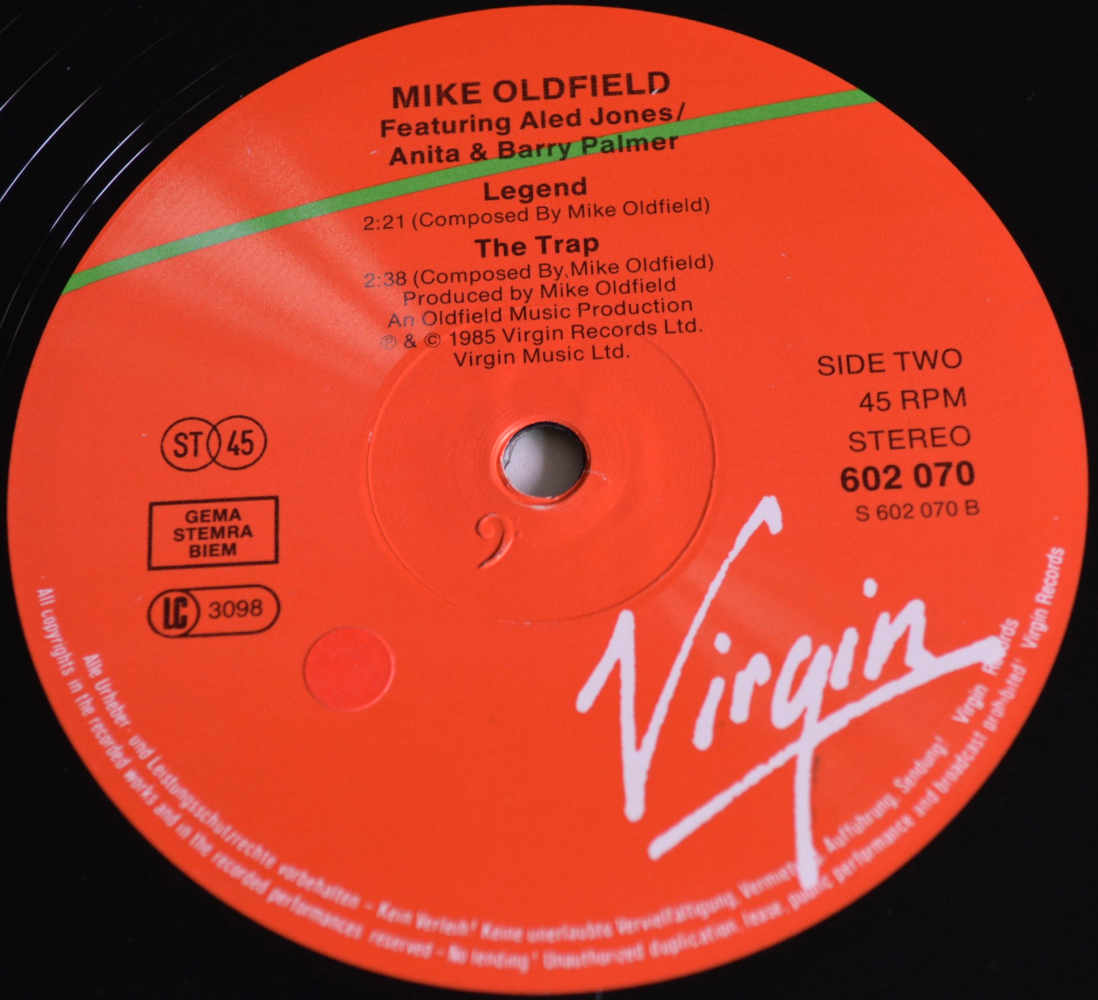 MIKE OLDFIELD
Featuring Aled Jones/
Anita & Barry Palmer
Legend
2:21 (Composed By Mike Oldfield)
The Trap
2:38 (Composed By Mike Oldfield)
Produced by Mike Oldfield
An Oldfield Music Production
℗ & © 1985 Virgin Records Ltd.
Virgin Music Ltd.
SIDE TWO
45 RPM
STEREO
602 070
S 602 070 B
ST 45
GEMA
STEMRA
BIEM
LC 3098
Virgin
Alle Urheber- und Leistungsschutzrechte vorbehalten - Kein Verleih! Keine unerlaubte Vervielfältigung, Vermietung, Aufführung, Sendung! Virgin Records
All copyrights in the recorded works and in the recorded performances reserved - No lending! Unauthorized duplication, lease, public performance, and broadcast prohibited! Virgin Records